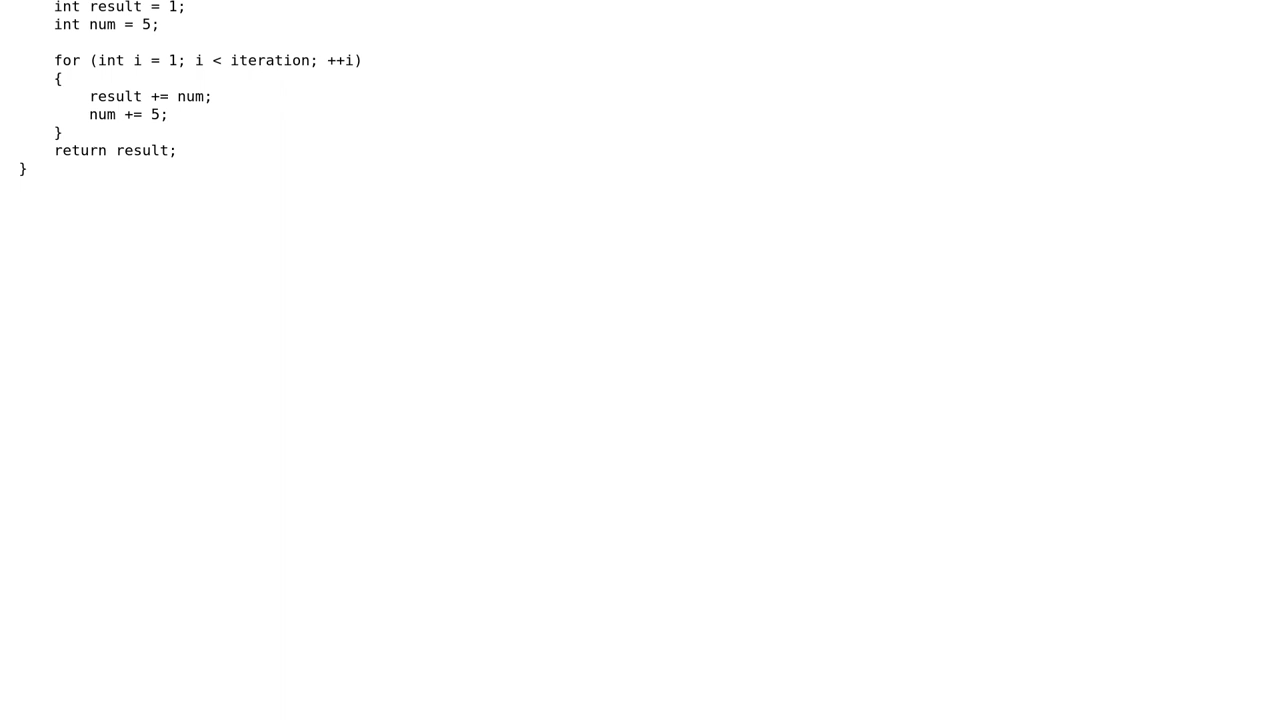 int result = 1;
    int num = 5;

    for (int i = 1; i < iteration; ++i)
    {
        result += num;
        num += 5;
    }
    return result;
}